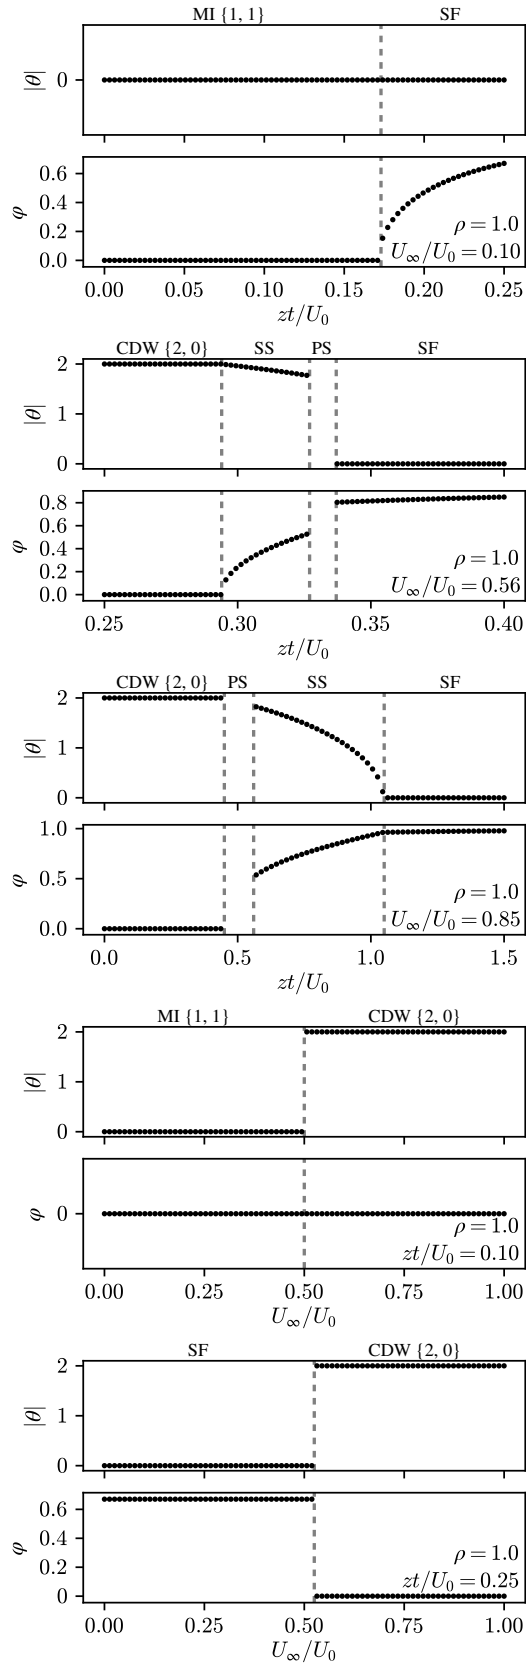 MI {1, 1} SF
|θ|
0
φ
0.6
0.4
0.2
0.0
ρ = 1.0
U∞/U0 = 0.10
0.00 0.05 0.10 0.15 0.20 0.25
zt/U0
CDW {2, 0} SS PS SF
|θ|
2
1
0
φ
0.8
0.6
0.4
0.2
0.0
ρ = 1.0
U∞/U0 = 0.56
0.25 0.30 0.35 0.40
zt/U0
CDW {2, 0} PS SS SF
|θ|
2
1
0
φ
1.0
0.5
0.0
ρ = 1.0
U∞/U0 = 0.85
0.0 0.5 1.0 1.5
zt/U0
MI {1, 1} CDW {2, 0}
|θ|
2
1
0
φ
0
ρ = 1.0
zt/U0 = 0.10
0.00 0.25 0.50 0.75 1.00
U∞/U0
SF CDW {2, 0}
|θ|
2
1
0
φ
0.6
0.4
0.2
0
ρ = 1.0
zt/U0 = 0.25
0.00 0.25 0.50 0.75 1.00
U∞/U0